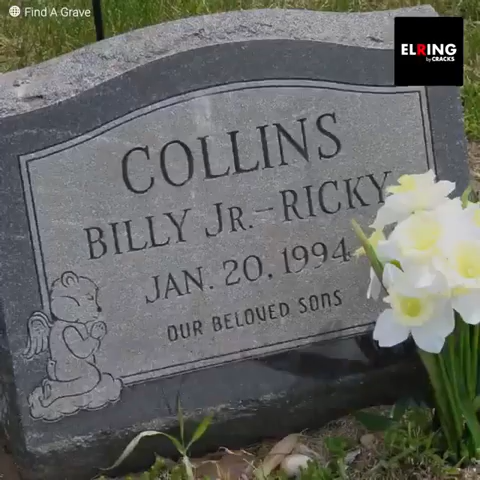 Find A Grave
ELRING
by CRACKS
COLLINS
BILLY JR.-RICKY
JAN. 20, 1994
OUR BELOVED SONS